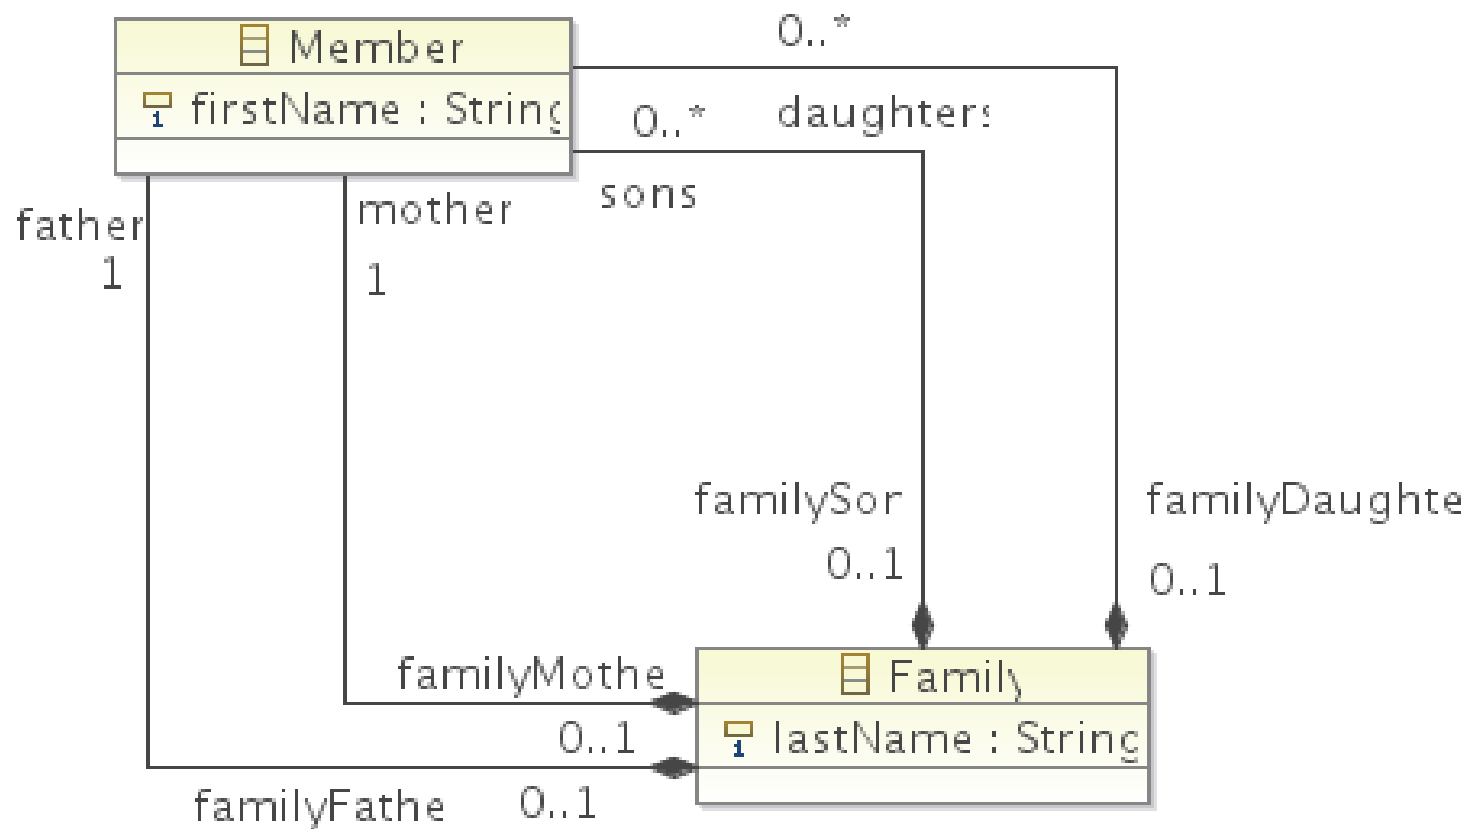 Member
0..*
firstName : String
0..*
daughters
sons
father
mother
1
1
familySor
familyDaughte
0..1
0..1
familyMothe
Family
0..1
lastName : String
familyFathe
0..1